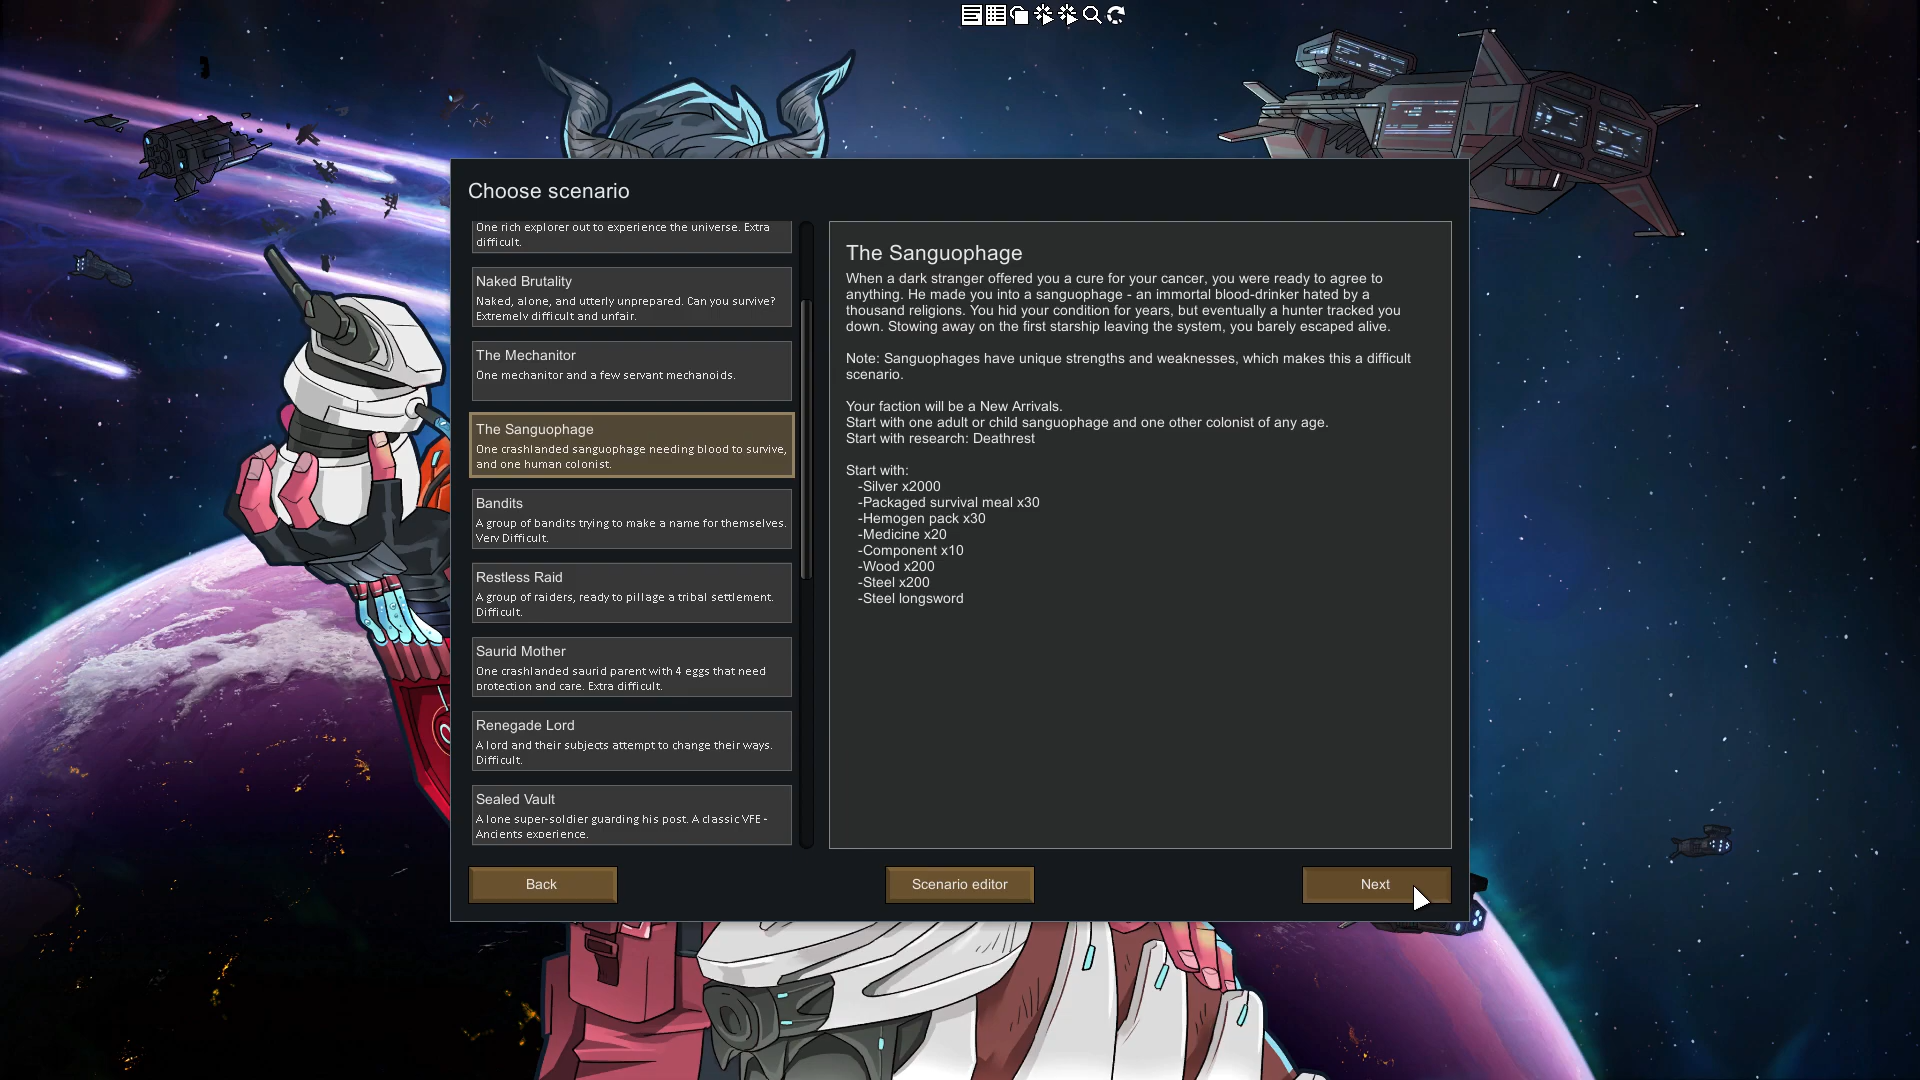 Choose scenario
One rich explorer out to experience the universe. Extra
difficult.
Naked Brutality
Naked, alone, and utterly unprepared. Can you survive?
Extremely difficult and unfair.
The Mechanitor
One mechanitor and a few servant mechanoids.
The Sanguophage
One crashlanded sanguophage needing blood to survive,
and one human colonist.
Bandits
A group of bandits trying to make a name for themselves.
Very Difficult.
Restless Raid
A group of raiders, ready to pillage a tribal settlement.
Difficult.
Saurid Mother
One crashlanded saurid parent with 4 eggs that need
protection and care. Extra difficult.
Renegade Lord
A lord and their subjects attempt to change their ways.
Difficult.
Sealed Vault
A lone super-soldier guarding his post. A classic VFE -
Ancients experience.
The Sanguophage
When a dark stranger offered you a cure for your cancer, you were ready to agree to
anything. He made you into a sanguophage - an immortal blood-drinker hated by a
thousand religions. You hid your condition for years, but eventually a hunter tracked you
down. Stowing away on the first starship leaving the system, you barely escaped alive.
Note: Sanguophages have unique strengths and weaknesses, which makes this a difficult
scenario.
Your faction will be a New Arrivals.
Start with one adult or child sanguophage and one other colonist of any age.
Start with research: Deathrest
Start with:
-Silver x2000
-Packaged survival meal x30
-Hemogen pack x30
-Medicine x20
-Component x10
-Wood x200
-Steel x200
-Steel longsword
Back
Scenario editor
Next